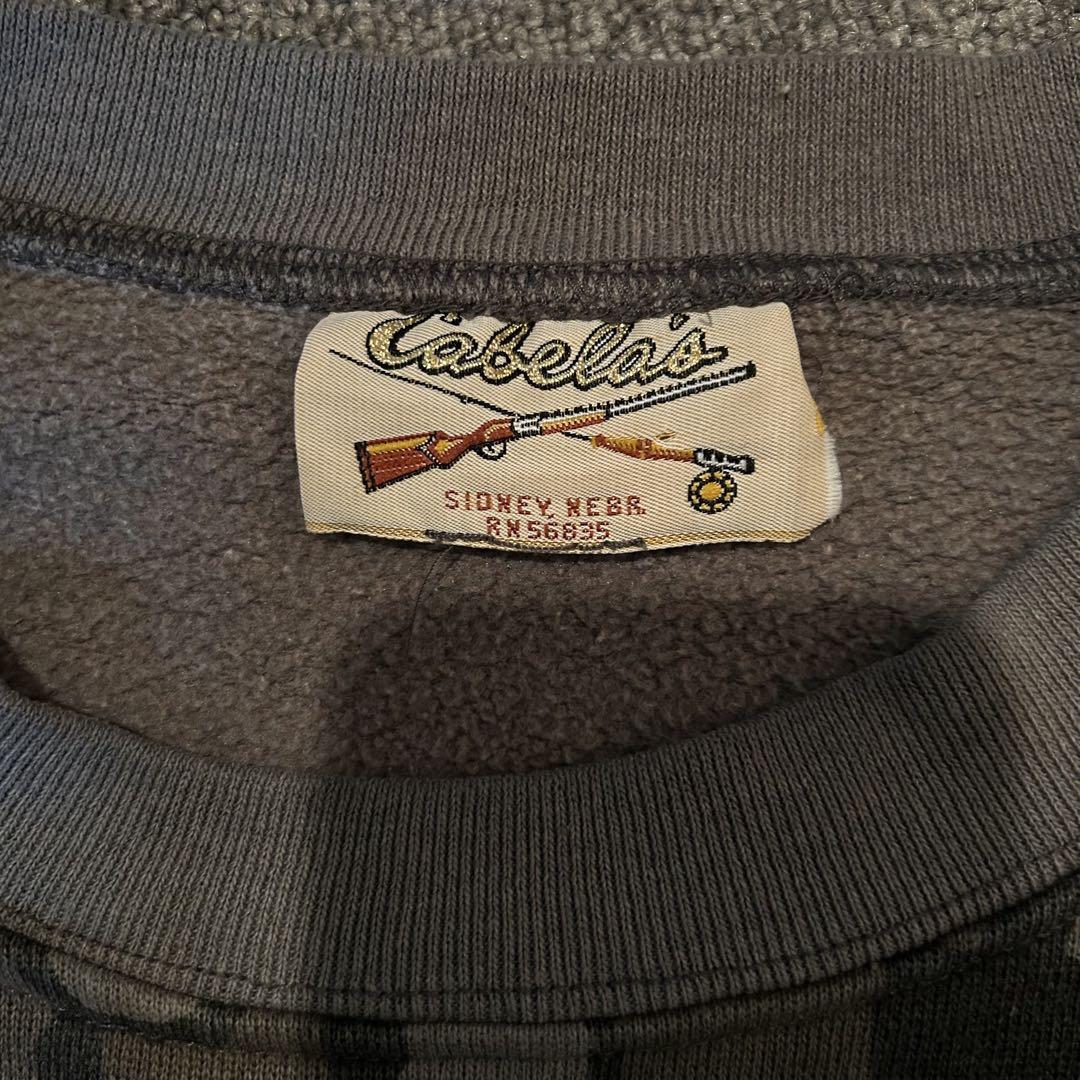 Cabela's
SIDNEY, NEBR.
RN 56835